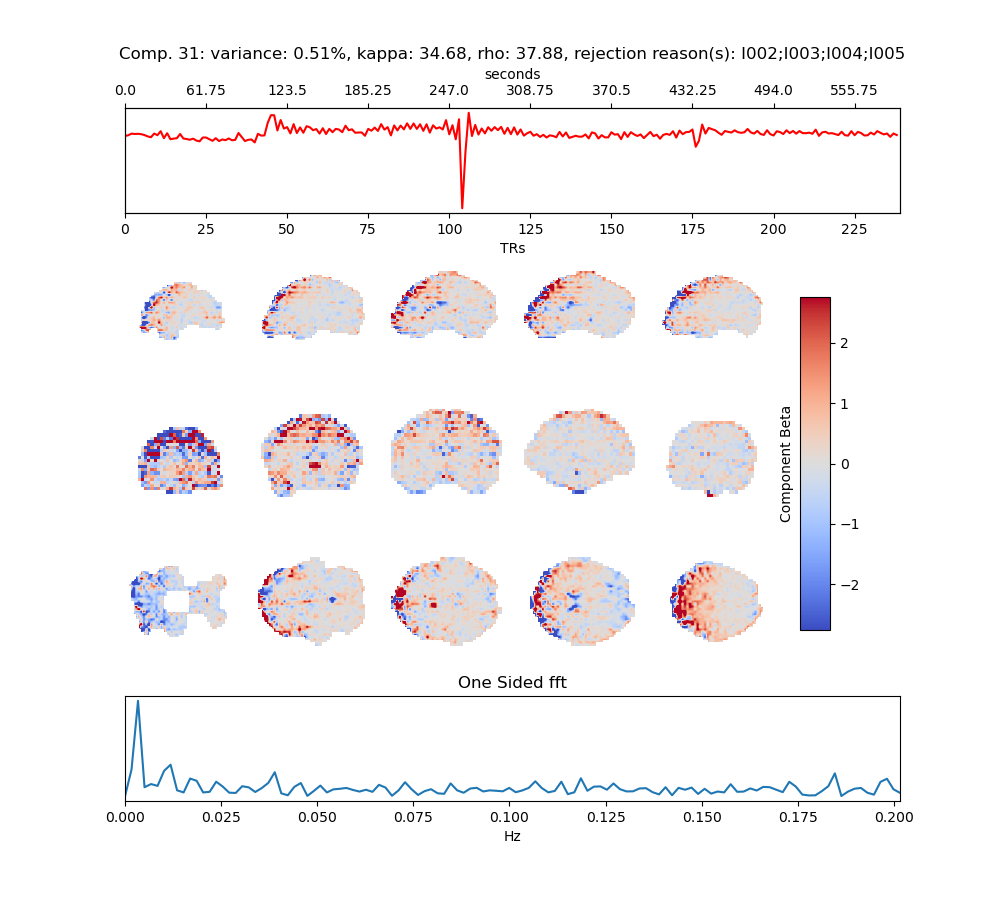 Comp. 31: variance: 0.51%, kappa: 34.68, rho: 37.88, rejection reason(s): I002;I003;I004;I005
seconds
0.0 61.75 123.5 185.25 247.0 308.75 370.5 432.25 494.0 555.75
0 25 50 75 100 125 150 175 200 225
TRs
2
1
0
−1
−2
Component Beta
One Sided fft
0.000 0.025 0.050 0.075 0.100 0.125 0.150 0.175 0.200
Hz